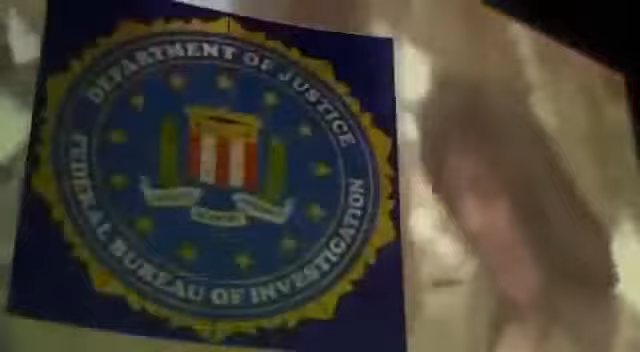 DEPARTMENT OF JUSTICE
FEDERAL BUREAU OF INVESTIGATION